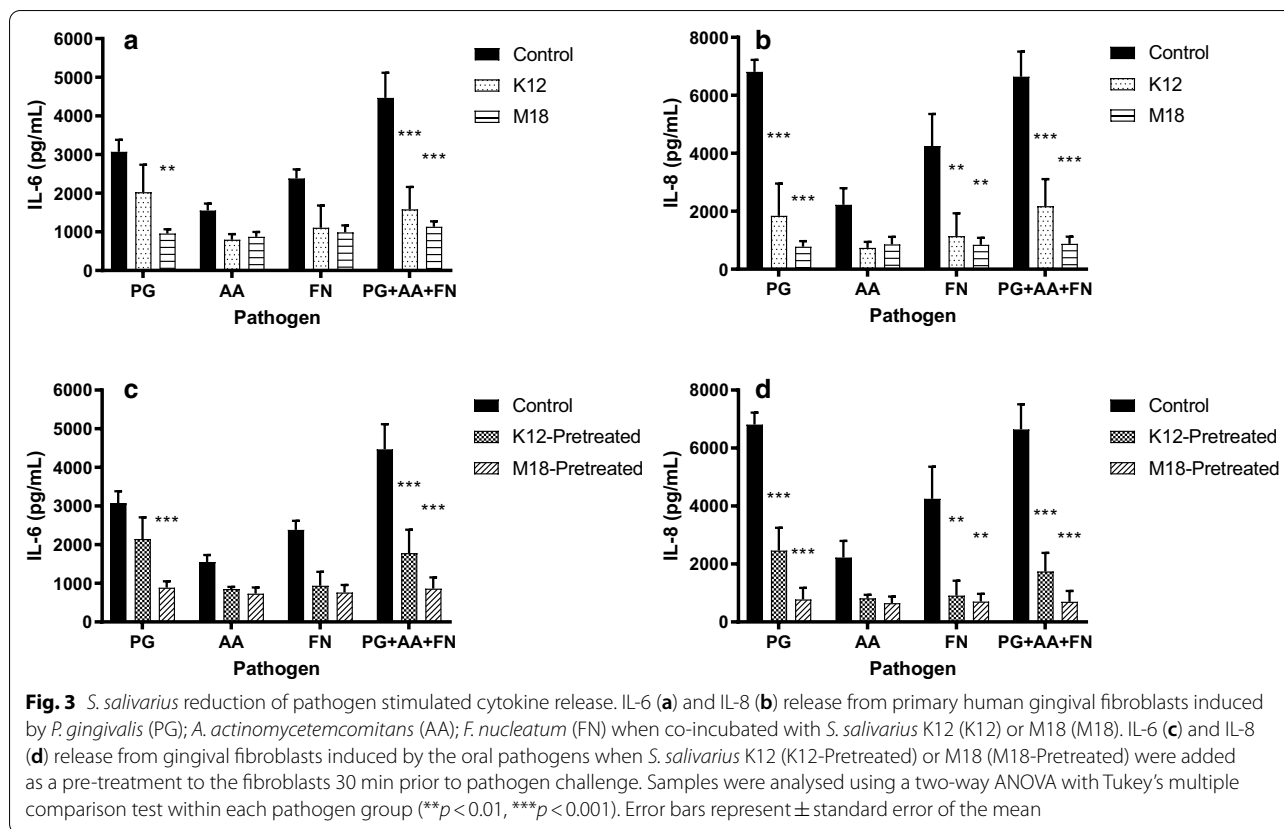 a
6000
5000
4000
3000
2000
1000
0
IL-6 (pg/mL)
**
***
***
PG AA FN PG+AA+FN
Pathogen
Control
K12
M18
b
8000
6000
4000
2000
0
IL-8 (pg/mL)
***
***
**
**
***
***
PG AA FN PG+AA+FN
Pathogen
Control
K12
M18
c
6000
5000
4000
3000
2000
1000
0
IL-6 (pg/mL)
***
***
***
PG AA FN PG+AA+FN
Pathogen
Control
K12-Pretreated
M18-Pretreated
d
8000
6000
4000
2000
0
IL-8 (pg/mL)
***
***
**
**
***
***
PG AA FN PG+AA+FN
Pathogen
Control
K12-Pretreated
M18-Pretreated
Fig. 3 S. salivarius reduction of pathogen stimulated cytokine release. IL-6 (a) and IL-8 (b) release from primary human gingival fibroblasts induced
by P. gingivalis (PG); A. actinomycetemcomitans (AA); F. nucleatum (FN) when co-incubated with S. salivarius K12 (K12) or M18 (M18). IL-6 (c) and IL-8
(d) release from gingival fibroblasts induced by the oral pathogens when S. salivarius K12 (K12-Pretreated) or M18 (M18-Pretreated) were added
as a pre-treatment to the fibroblasts 30 min prior to pathogen challenge. Samples were analysed using a two-way ANOVA with Tukey's multiple
comparison test within each pathogen group (**p < 0.01, ***p < 0.001). Error bars represent ± standard error of the mean